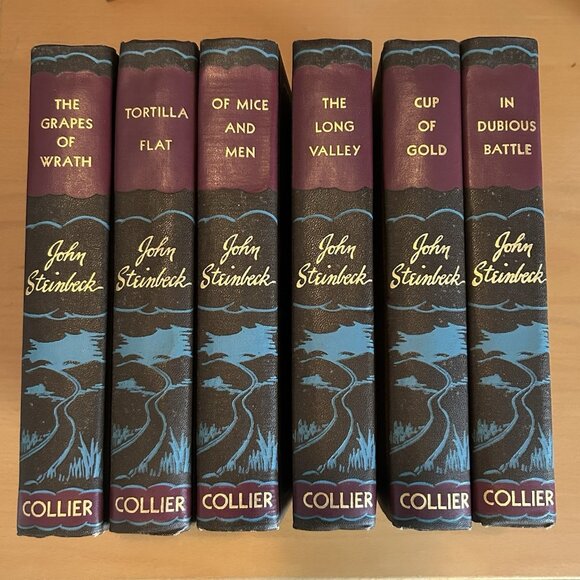 THE
GRAPES
OF
WRATH
John
Steinbeck
COLLIER
TORTILLA
FLAT
John
Steinbeck
COLLIER
OF MICE
AND
MEN
John
Steinbeck
COLLIER
THE
LONG
VALLEY
John
Steinbeck
COLLIER
CUP
OF
GOLD
John
Steinbeck
COLLIER
IN
DUBIOUS
BATTLE
John
Steinbeck
COLLIER